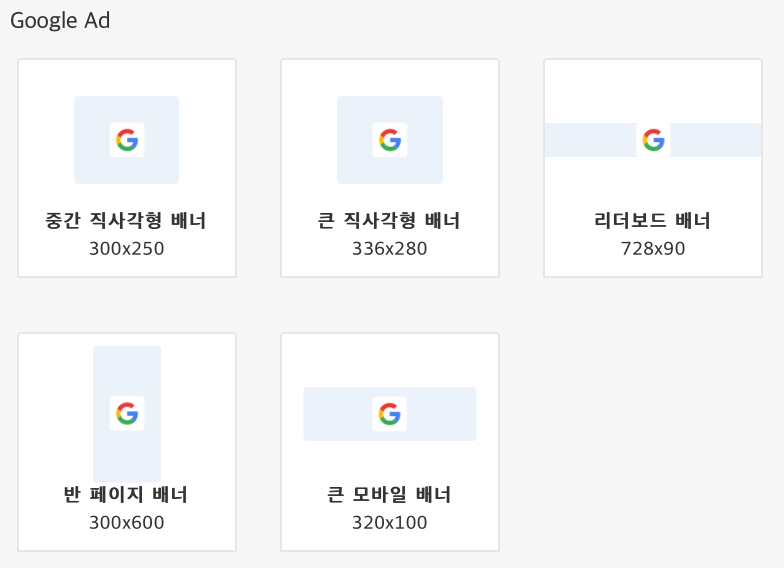 Google Ad
중간 직사각형 배너
300x250
큰 직사각형 배너
336x280
리더보드 배너
728x90
반 페이지 배너
300x600
큰 모바일 배너
320x100